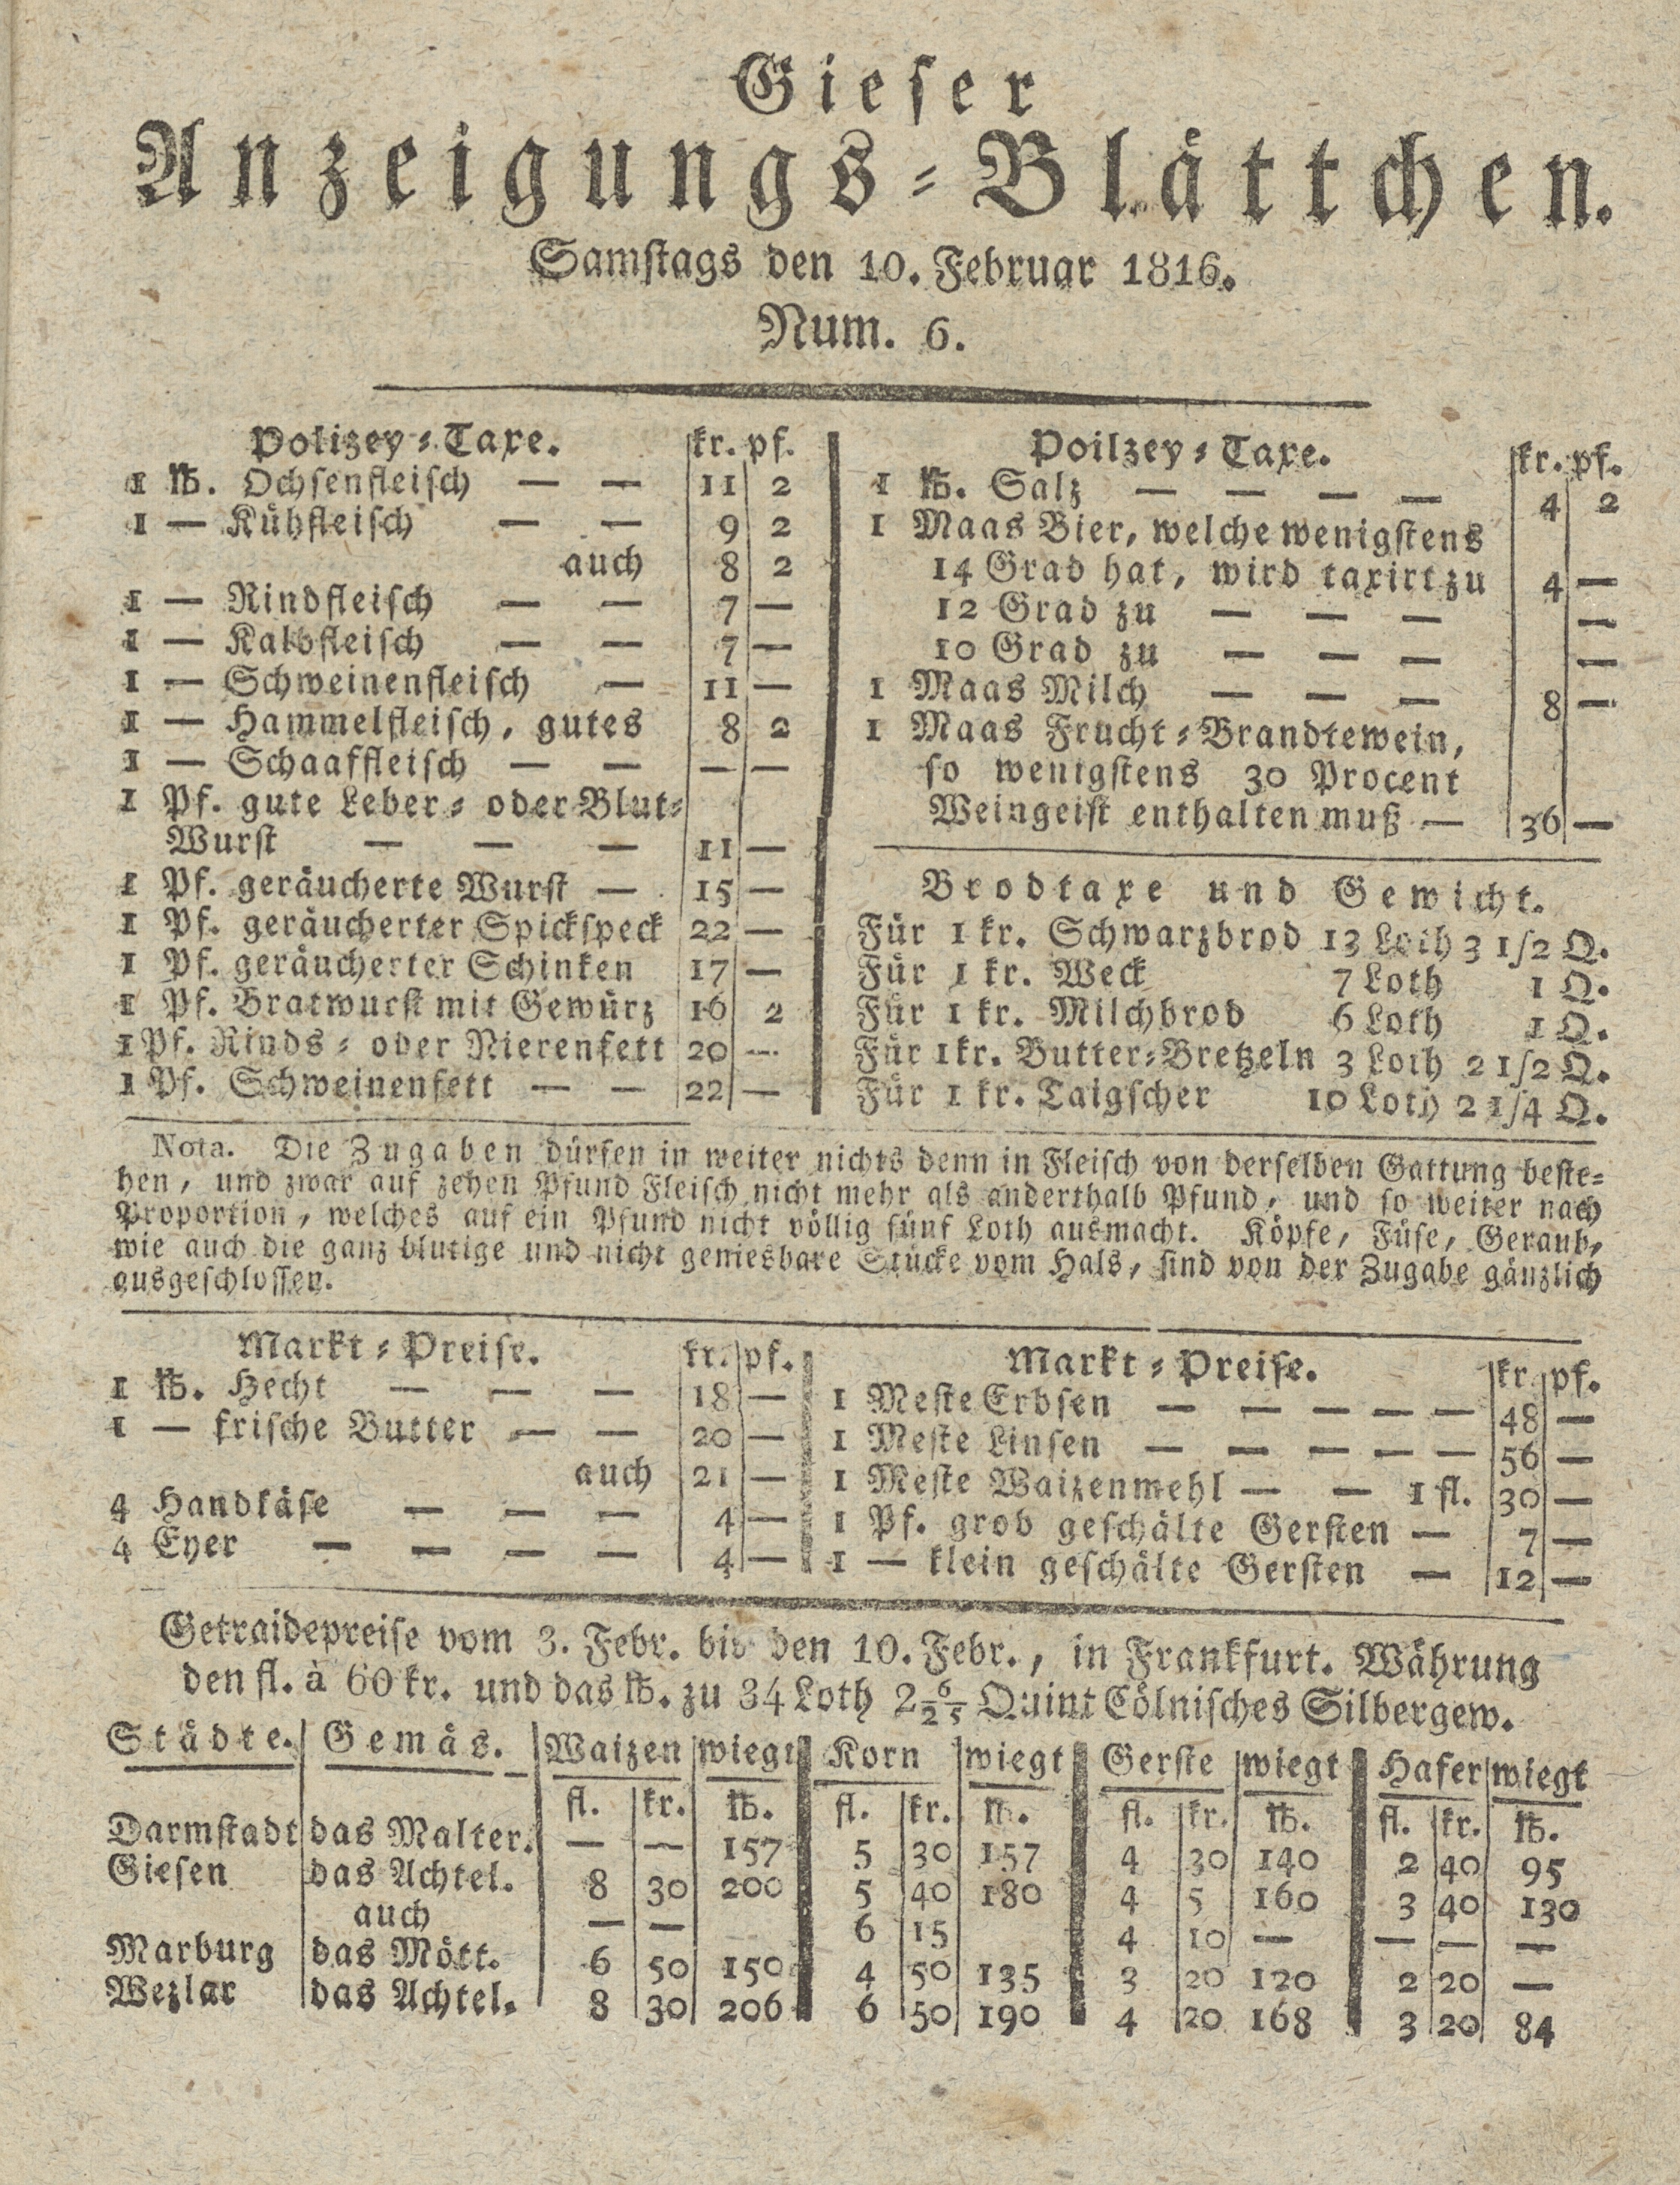 Gieser
Anzeigungs-Blättchen.
Samstags den 10. Februar 1816.
Num. 6.
Polizey-Taxe. kr. pf.
1 ℔. Ochsenfleisch — — 11 2
1 — Kühfleisch — — 9 2
auch 8 2
1 — Rindfleisch — — 7 —
1 — Kalbfleisch — — 7 —
1 — Schweinenfleisch — 11 —
1 — Hammelfleisch, gutes 8 2
1 — Schaaffleisch — — — —
1 Pf. gute Leber- oder Blut-
Wurst — — — 11 —
1 Pf. geräucherte Wurst — 15 —
1 Pf. geräucherter Spickspeck 22 —
1 Pf. geräucherter Schinken 17 —
1 Pf. Bratwurst mit Gewürz 16 2
1 Pf. Rinds- oder Nierenfett 20 —
1 Pf. Schweinenfett — — 22 —
Poilzey-Taxe. kr. pf.
1 ℔. Salz — — — — 4 2
1 Maas Bier, welche wenigstens
14 Grad hat, wird taxirt zu 4 —
12 Grad zu — — — —
10 Grad zu — — — —
1 Maas Milch — — — 8 —
1 Maas Frucht-Brandtewein,
so wenigstens 30 Procent
Weingeist enthalten muß — 36 —
Brodtaxe und Gewicht.
Für 1 kr. Schwarzbrod 13 Loth 3 1/2 Q.
Für 1 kr. Weck 7 Loth 1 Q.
Für 1 kr. Milchbrod 6 Loth 1 Q.
Für 1 kr. Butter-Bretzeln 3 Loth 2 1/2 Q.
Für 1 kr. Taigscher 10 Loth 2 1/4 Q.
Nota. Die Zugaben dürfen in weiter nichts denn in Fleisch von derselben Gattung beste-
hen, und zwar auf zehen Pfund Fleisch nicht mehr als anderthalb Pfund, und so weiter nach
Proportion, welches auf ein Pfund nicht völlig fünf Loth ausmacht. Köpfe, Füse, Geraub,
wie auch die ganz blutige und nicht geniesbare Stücke vom Hals, sind von der Zugabe gänzlich
ausgeschlossen.
Markt-Preise. kr. pf.
1 ℔. Hecht — — — 18 —
1 — frische Butter — — 20 —
auch 21 —
4 Handkäse — — — 4 —
4 Eyer — — — — 4 —
Markt-Preise. kr. pf.
1 Meste Erbsen — — — — — 48 —
1 Meste Linsen — — — — — 56 —
1 Meste Waizenmehl — — 1 fl. 30 —
1 Pf. grob geschälte Gersten — 7 —
1 — klein geschälte Gersten — 12 —
Getraidepreise vom 3. Febr. bis den 10. Febr., in Frankfurt. Währung
den fl. à 60 kr. und das ℔. zu 34 Loth 2 6/25 Quint Cölnisches Silbergew.
Städte. Gemäs. Waizen wiegt Korn wiegt Gerste wiegt Hafer wiegt
fl. kr. ℔. fl. kr. ℔. fl. kr. ℔. fl. kr. ℔.
Darmstadt das Malter. — — 157 5 30 157 4 30 140 2 40 95
Giesen das Achtel. 8 30 200 5 40 180 4 5 160 3 40 130
auch — — 6 15 4 10 — — — —
Marburg das Mött. 6 50 150 4 50 135 3 20 120 2 20 —
Wezlar das Achtel. 8 30 206 6 50 190 4 20 168 3 20 84